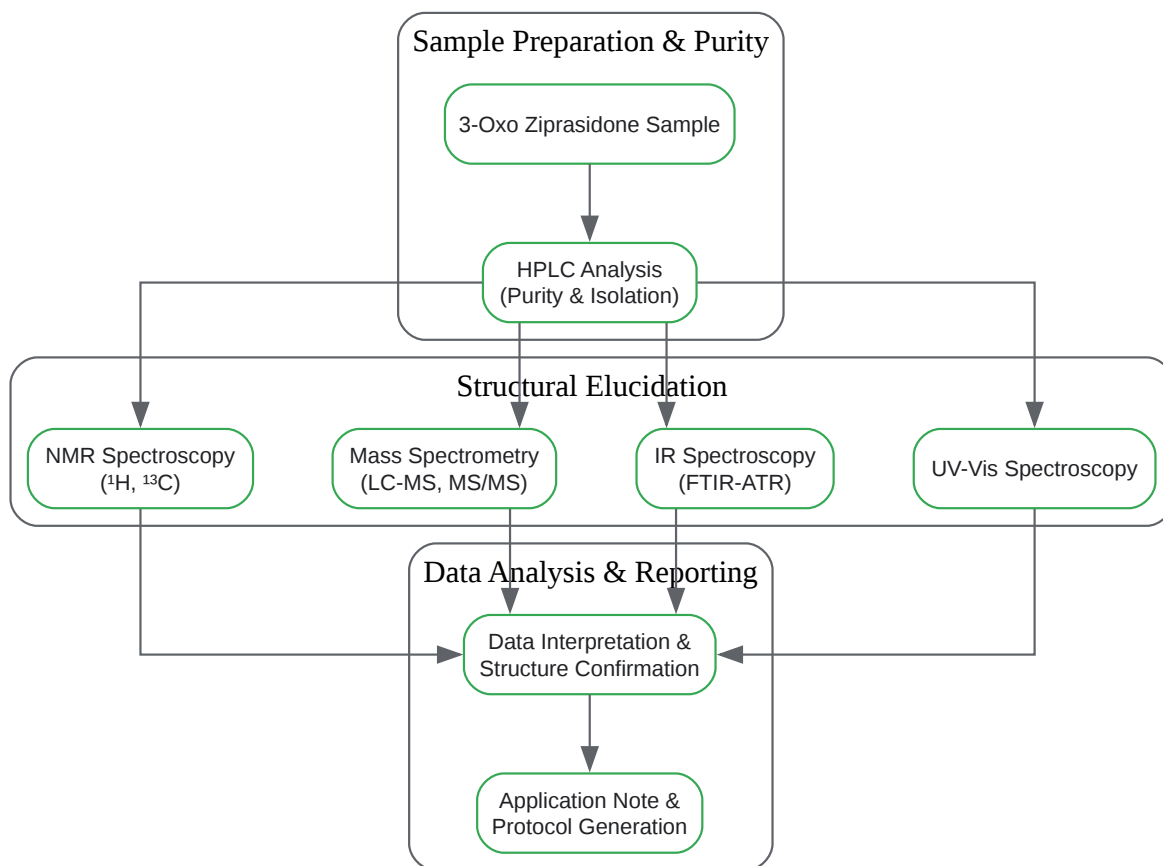 Sample Preparation & Purity
3-Oxo Ziprasidone Sample
HPLC Analysis
(Purity & Isolation)
Structural Elucidation
NMR Spectroscopy
(¹H, ¹³C)
Mass Spectrometry
(LC-MS, MS/MS)
IR Spectroscopy
(FTIR-ATR)
UV-Vis Spectroscopy
Data Analysis & Reporting
Data Interpretation &
Structure Confirmation
Application Note &
Protocol Generation